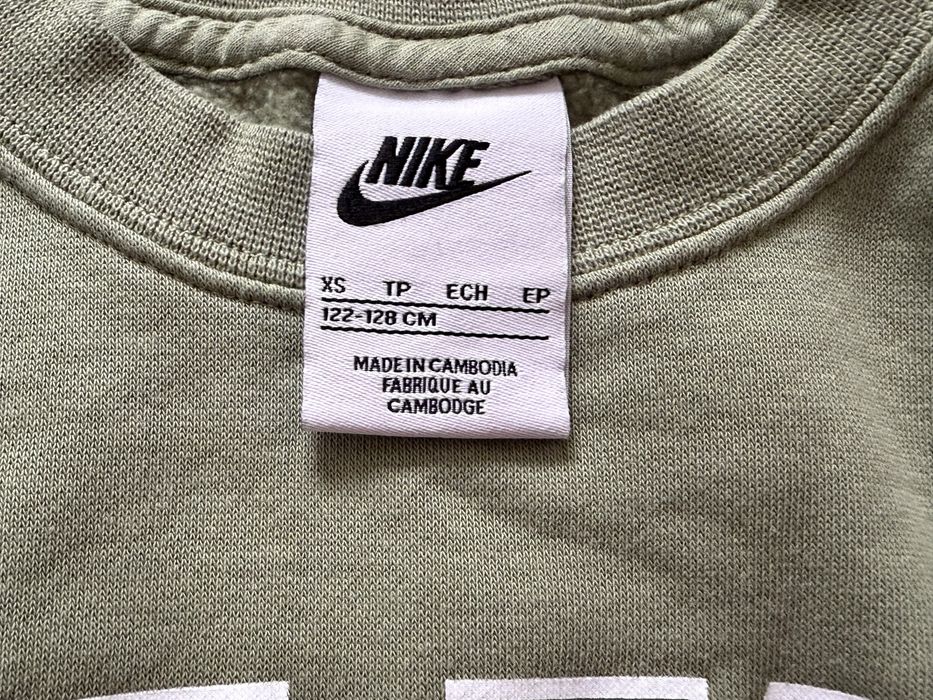 NIKE
XS TP ECH EP
122-128 CM
MADE IN CAMBODIA
FABRIQUE AU
CAMBODGE